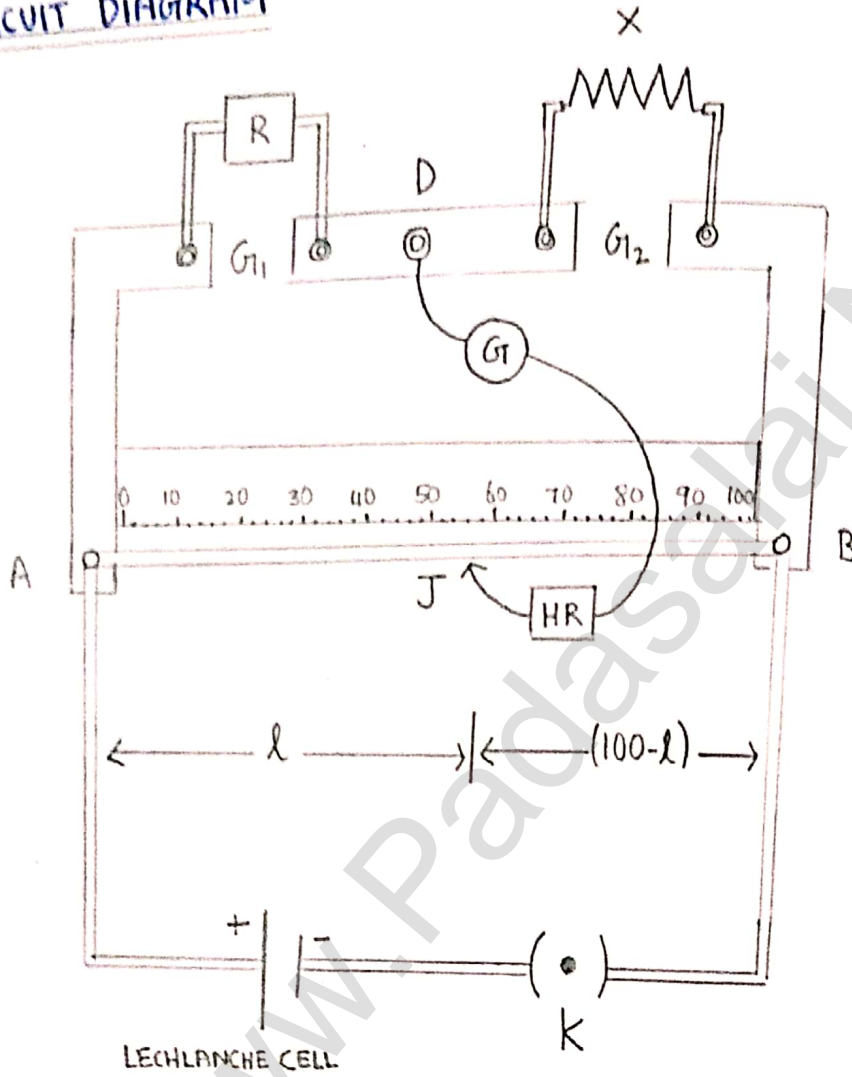 CUIT DIAGRAM
X
R
D
G1 G2
G
0 10 20 30 40 50 60 70 80 90 100
A B
J HR
l (100-l)
+ -
K
LECHLANCHE CELL
www.Padasalai.N